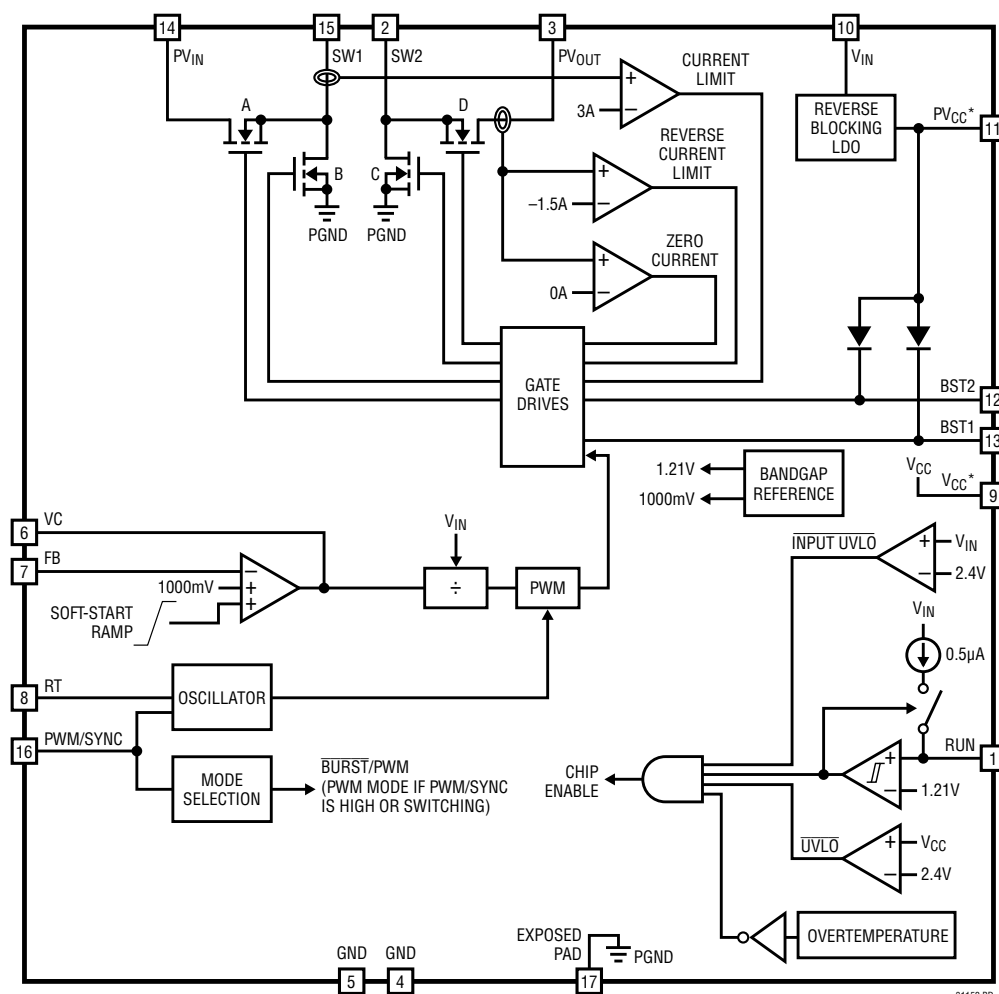 14
15
2
3
10
PVIN
SW1
SW2
PVOUT
VIN
CURRENT
LIMIT
+
3A
–
A
D
REVERSE
BLOCKING
LDO
PVCC*
11
REVERSE
CURRENT
LIMIT
B
C
+
–1.5A
–
PGND
PGND
ZERO
CURRENT
+
0A
–
GATE
DRIVES
BST2
12
BST1
13
1.21V
1000mV
BANDGAP
REFERENCE
VCC
VCC*
9
6
VC
7
FB
VIN
–
1000mV
+
+
SOFT-START
RAMP
÷
PWM
INPUT UVLO
+
VIN
–
2.4V
VIN
0.5µA
8
RT
OSCILLATOR
16
PWM/SYNC
MODE
SELECTION
BURST/PWM
(PWM MODE IF PWM/SYNC
IS HIGH OR SWITCHING)
CHIP
ENABLE
RUN
1
+
–
1.21V
UVLO
+
VCC
–
2.4V
OVERTEMPERATURE
GND
GND
5
4
EXPOSED
PAD
17
PGND